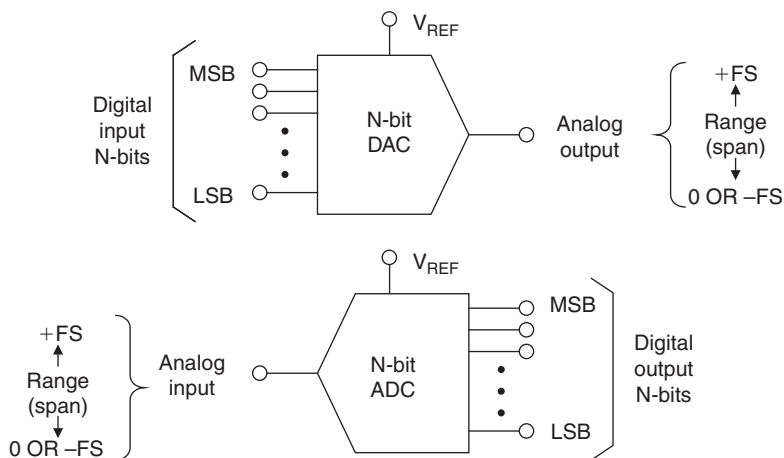 V_REF
MSB
Digital
input
N-bits
LSB
N-bit
DAC
Analog
output
+FS
Range
(span)
0 OR –FS
V_REF
+FS
Range
(span)
0 OR –FS
Analog
input
N-bit
ADC
MSB
LSB
Digital
output
N-bits